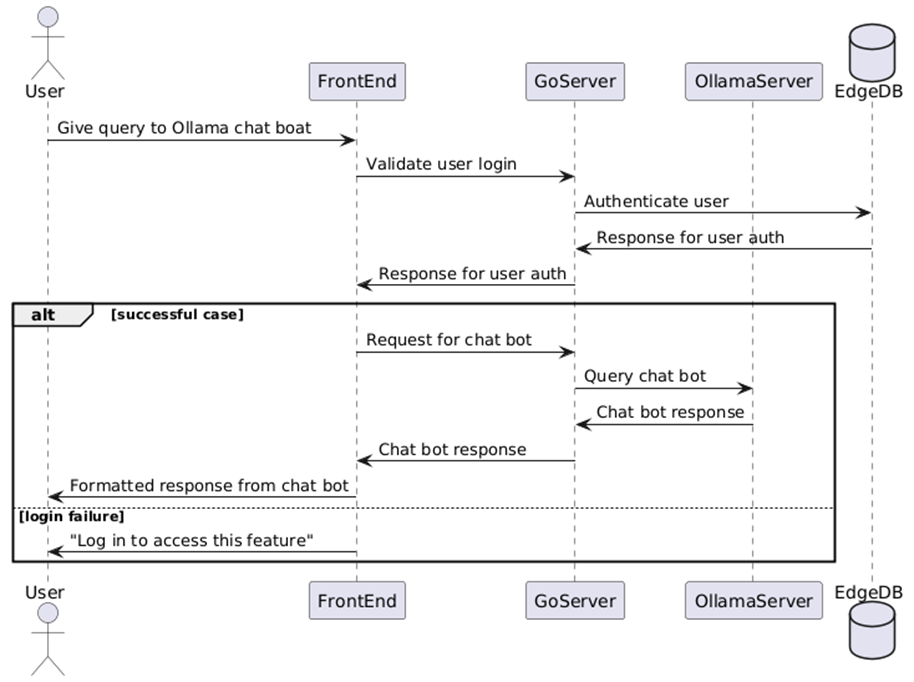 User
FrontEnd
GoServer
OllamaServer
EdgeDB
Give query to Ollama chat boat
Validate user login
Authenticate user
Response for user auth
Response for user auth
alt
[successful case]
Request for chat bot
Query chat bot
Chat bot response
Chat bot response
Formatted response from chat bot
[login failure]
"Log in to access this feature"
User
FrontEnd
GoServer
OllamaServer
EdgeDB